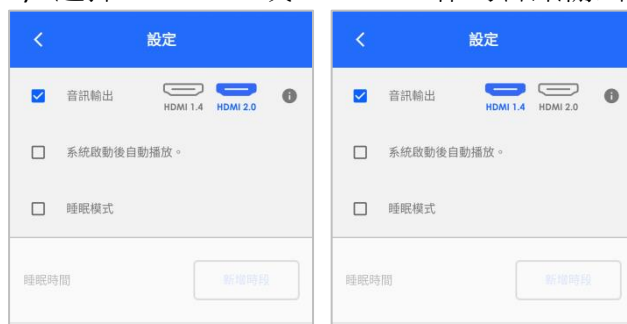 設定
音訊輸出
HDMI 1.4 HDMI 2.0
系統啟動後自動播放。
睡眠模式
睡眠時間 新增時段
設定
音訊輸出
HDMI 1.4 HDMI 2.0
系統啟動後自動播放。
睡眠模式
睡眠時間 新增時段